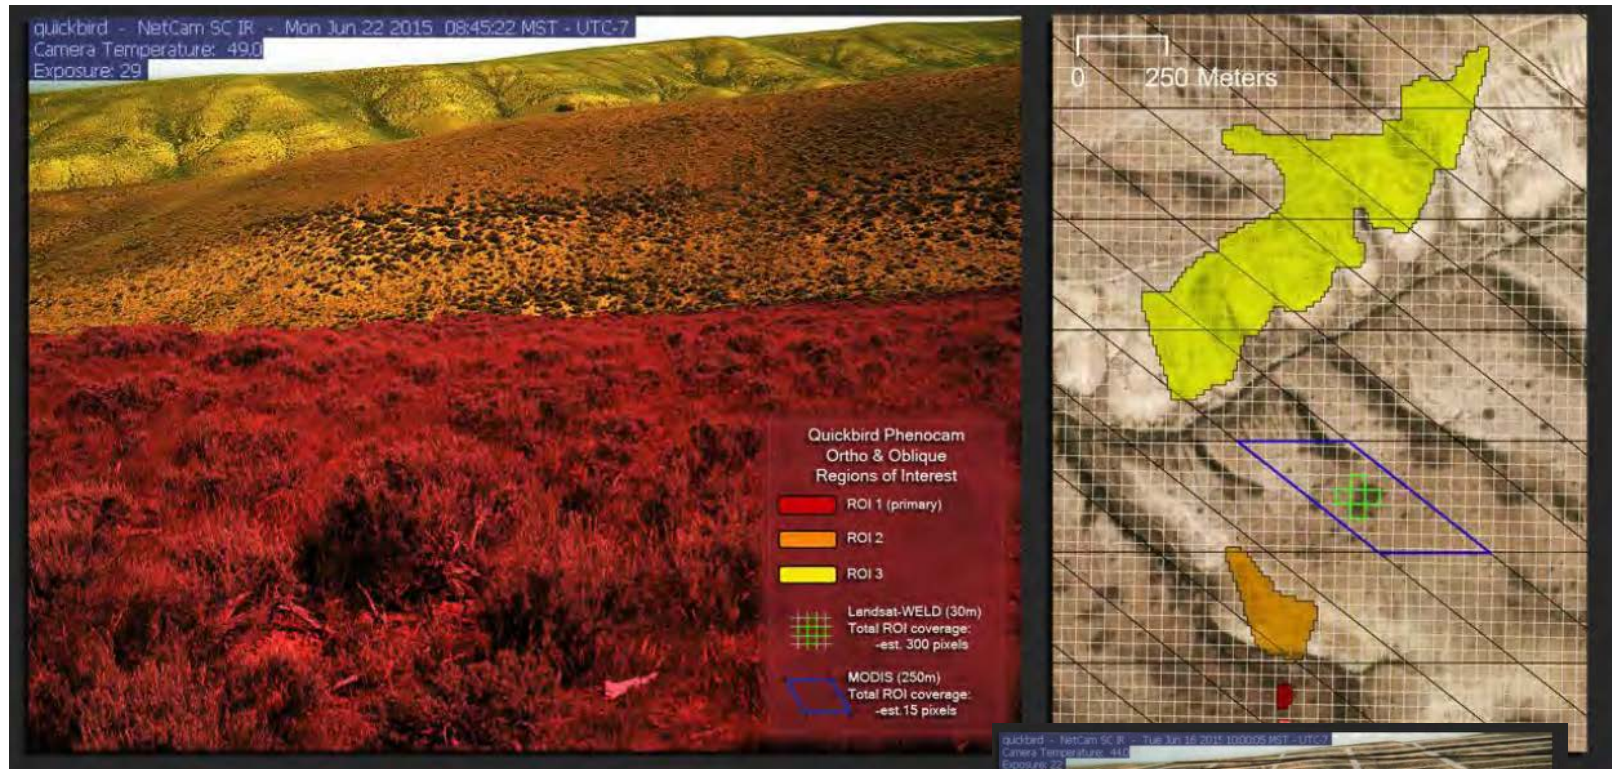 quickbird - NetCam SC IR - Mon Jun 22 2015 08:45:22 MST - UTC-7
Camera Temperature: 49.0
Exposure: 29
0 250 Meters
Quickbird Phenocam
Ortho & Oblique
Regions of Interest
ROI 1 (primary)
ROI 2
ROI 3
Landsat-WELD (30m)
Total ROI coverage:
-est. 300 pixels
MODIS (250m)
Total ROI coverage:
-est.15 pixels
quickbird - NetCam SC IR - Tue Jun 16 2015 10:00:05 MST - UTC-7
Camera Temperature: 44.0
Exposure: 22